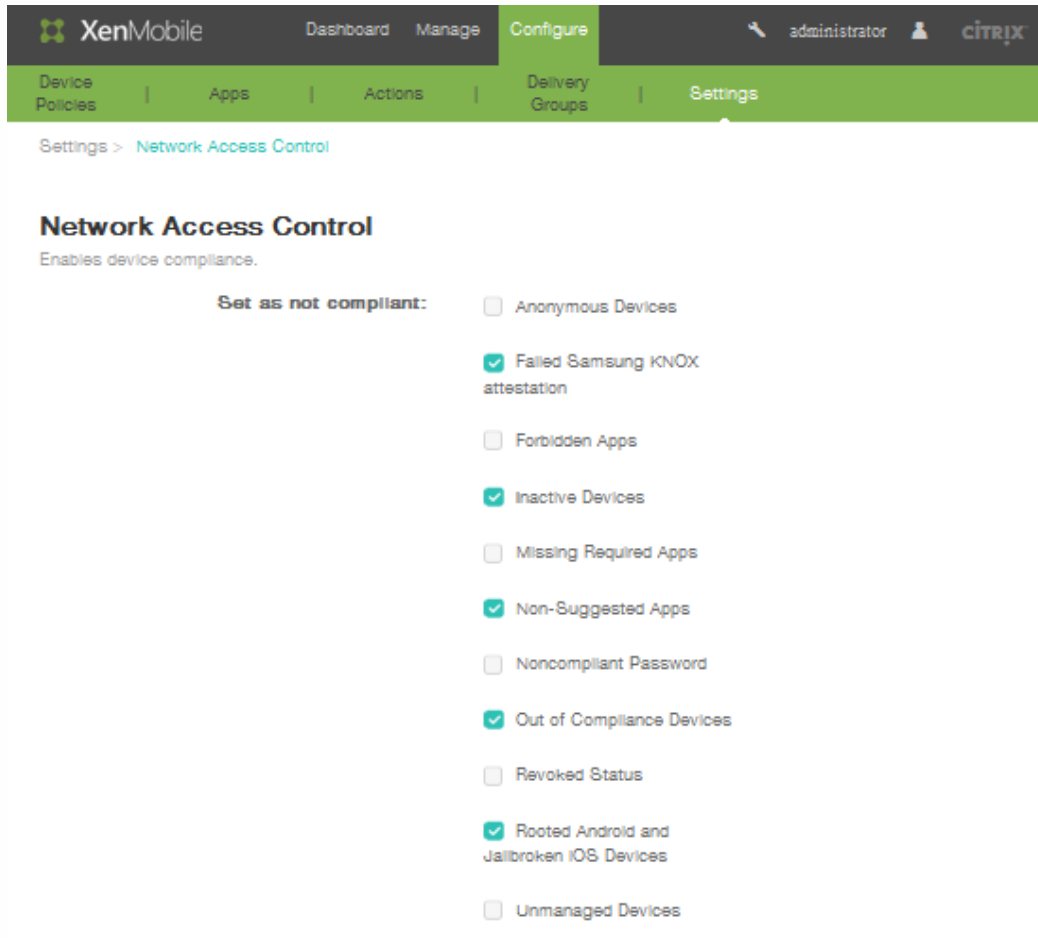 XenMobile Dashboard Manage Configure administrator CİTRIX
Device Policies | Apps | Actions | Delivery Groups | Settings
Settings > Network Access Control
Network Access Control
Enables device compliance.
Set as not compliant:
Anonymous Devices
Failed Samsung KNOX
attestation
Forbidden Apps
Inactive Devices
Missing Required Apps
Non-Suggested Apps
Noncompliant Password
Out of Compliance Devices
Revoked Status
Rooted Android and
Jailbroken iOS Devices
Unmanaged Devices